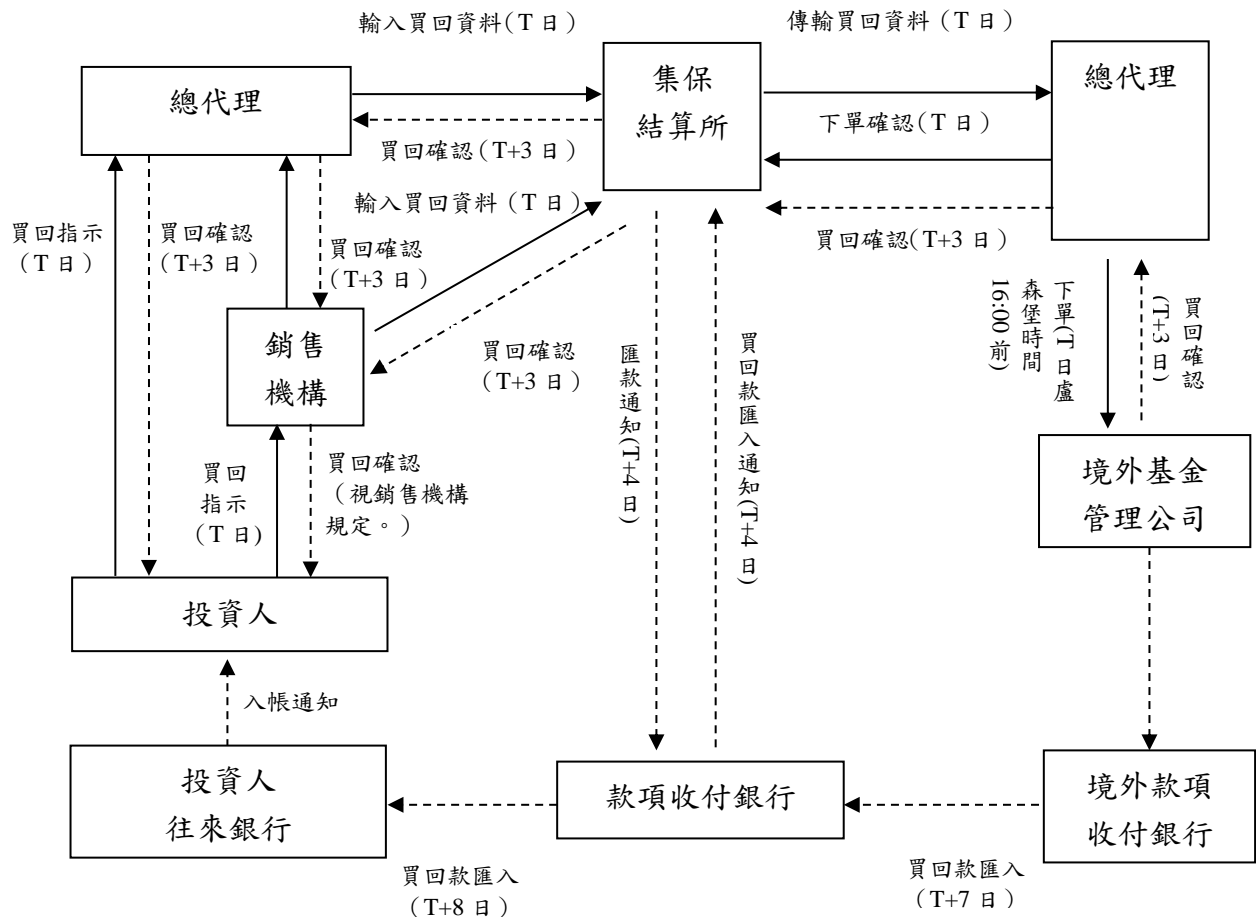 輸入買回資料(T 日)
傳輸買回資料 (T 日)
總代理
集保
結算所
總代理
下單確認(T 日)
買回確認(T+3 日)
輸入買回資料 (T 日)
買回指示
(T 日)
買回確認
(T+3 日)
買回確認
(T+3 日)
買回確認(T+3 日)
下單(T 日盧
森堡時間
16:00 前)
買回確認
(T+3 日)
銷售
機構
買回確認
(T+3 日)
匯款通知(T+4 日)
買回款匯入通知(T+4 日)
買回
指示
(T 日)
買回確認
(視銷售機構
規定。)
境外基金
管理公司
投資人
入帳通知
投資人
往來銀行
款項收付銀行
境外款項
收付銀行
買回款匯入
(T+8 日)
買回款匯入
(T+7 日)